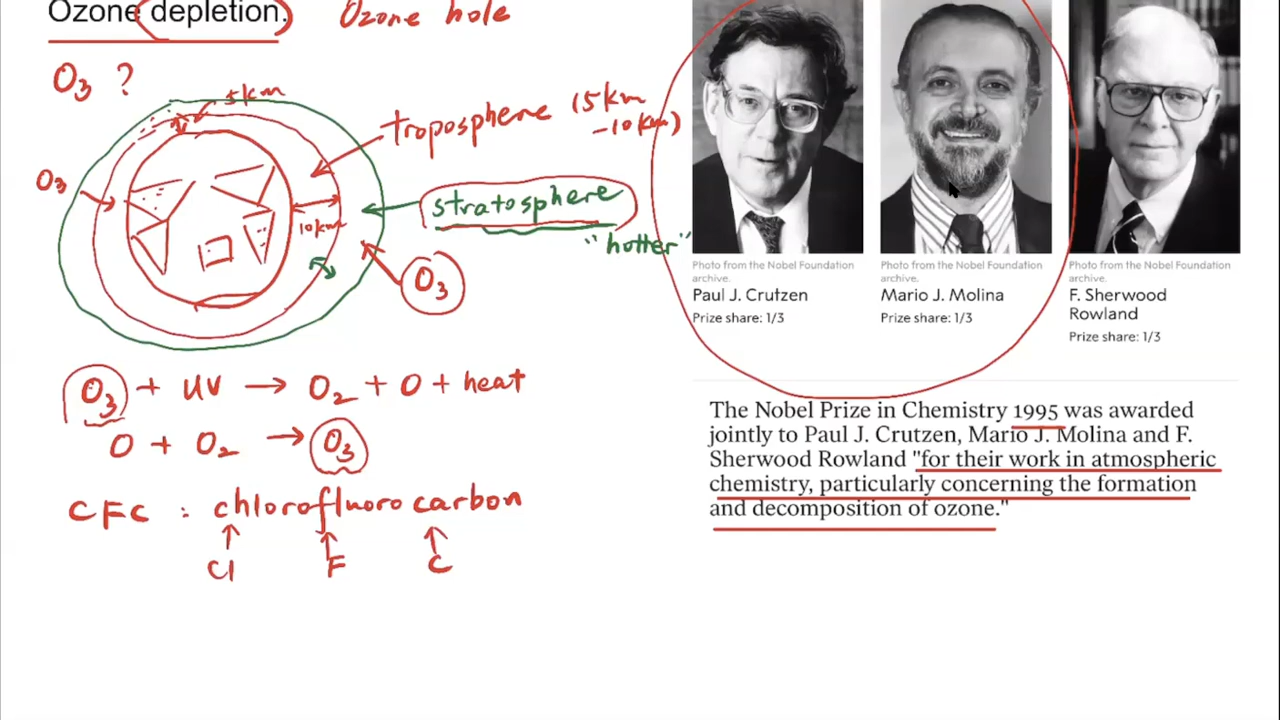 Ozone depletion.
Ozone hole
O3 ?
5km
troposphere (5km
-10km)
O3
stratosphere
10km
"hotter"
O3
O3 + UV → O2 + O + heat
O + O2 → O3
CFC : chlorofluorocarbon
Cl F C
Photo from the Nobel Foundation
archive.
Paul J. Crutzen
Prize share: 1/3
Photo from the Nobel Foundation
archive.
Mario J. Molina
Prize share: 1/3
Photo from the Nobel Foundation
archive.
F. Sherwood
Rowland
Prize share: 1/3
The Nobel Prize in Chemistry 1995 was awarded
jointly to Paul J. Crutzen, Mario J. Molina and F.
Sherwood Rowland "for their work in atmospheric
chemistry, particularly concerning the formation
and decomposition of ozone."